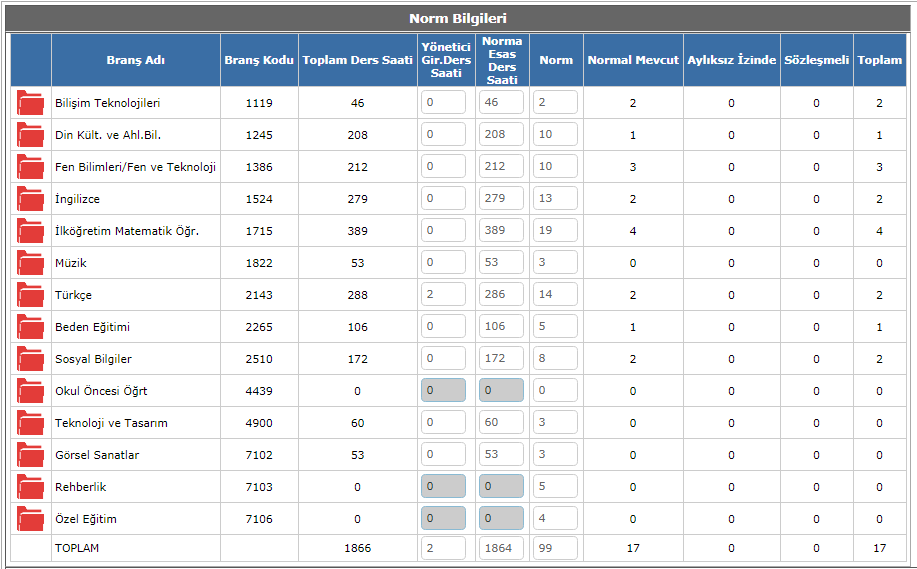 Norm Bilgileri
Branş Adı Branş Kodu Toplam Ders Saati Yönetici Gir.Ders Saati Norma Esas Ders Saati Norm Normal Mevcut Aylıksız İzinde Sözleşmeli Toplam
Bilişim Teknolojileri 1119 46 0 46 2 2 0 0 2
Din Kült. ve Ahl.Bil. 1245 208 0 208 10 1 0 0 1
Fen Bilimleri/Fen ve Teknoloji 1386 212 0 212 10 3 0 0 3
İngilizce 1524 279 0 279 13 2 0 0 2
İlköğretim Matematik Öğr. 1715 389 0 389 19 4 0 0 4
Müzik 1822 53 0 53 3 0 0 0 0
Türkçe 2143 288 2 286 14 2 0 0 2
Beden Eğitimi 2265 106 0 106 5 1 0 0 1
Sosyal Bilgiler 2510 172 0 172 8 2 0 0 2
Okul Öncesi Öğrt 4439 0 0 0 0 0 0 0 0
Teknoloji ve Tasarım 4900 60 0 60 3 0 0 0 0
Görsel Sanatlar 7102 53 0 53 3 0 0 0 0
Rehberlik 7103 0 0 0 5 0 0 0 0
Özel Eğitim 7106 0 0 0 4 0 0 0 0
TOPLAM 1866 2 1864 99 17 0 0 17